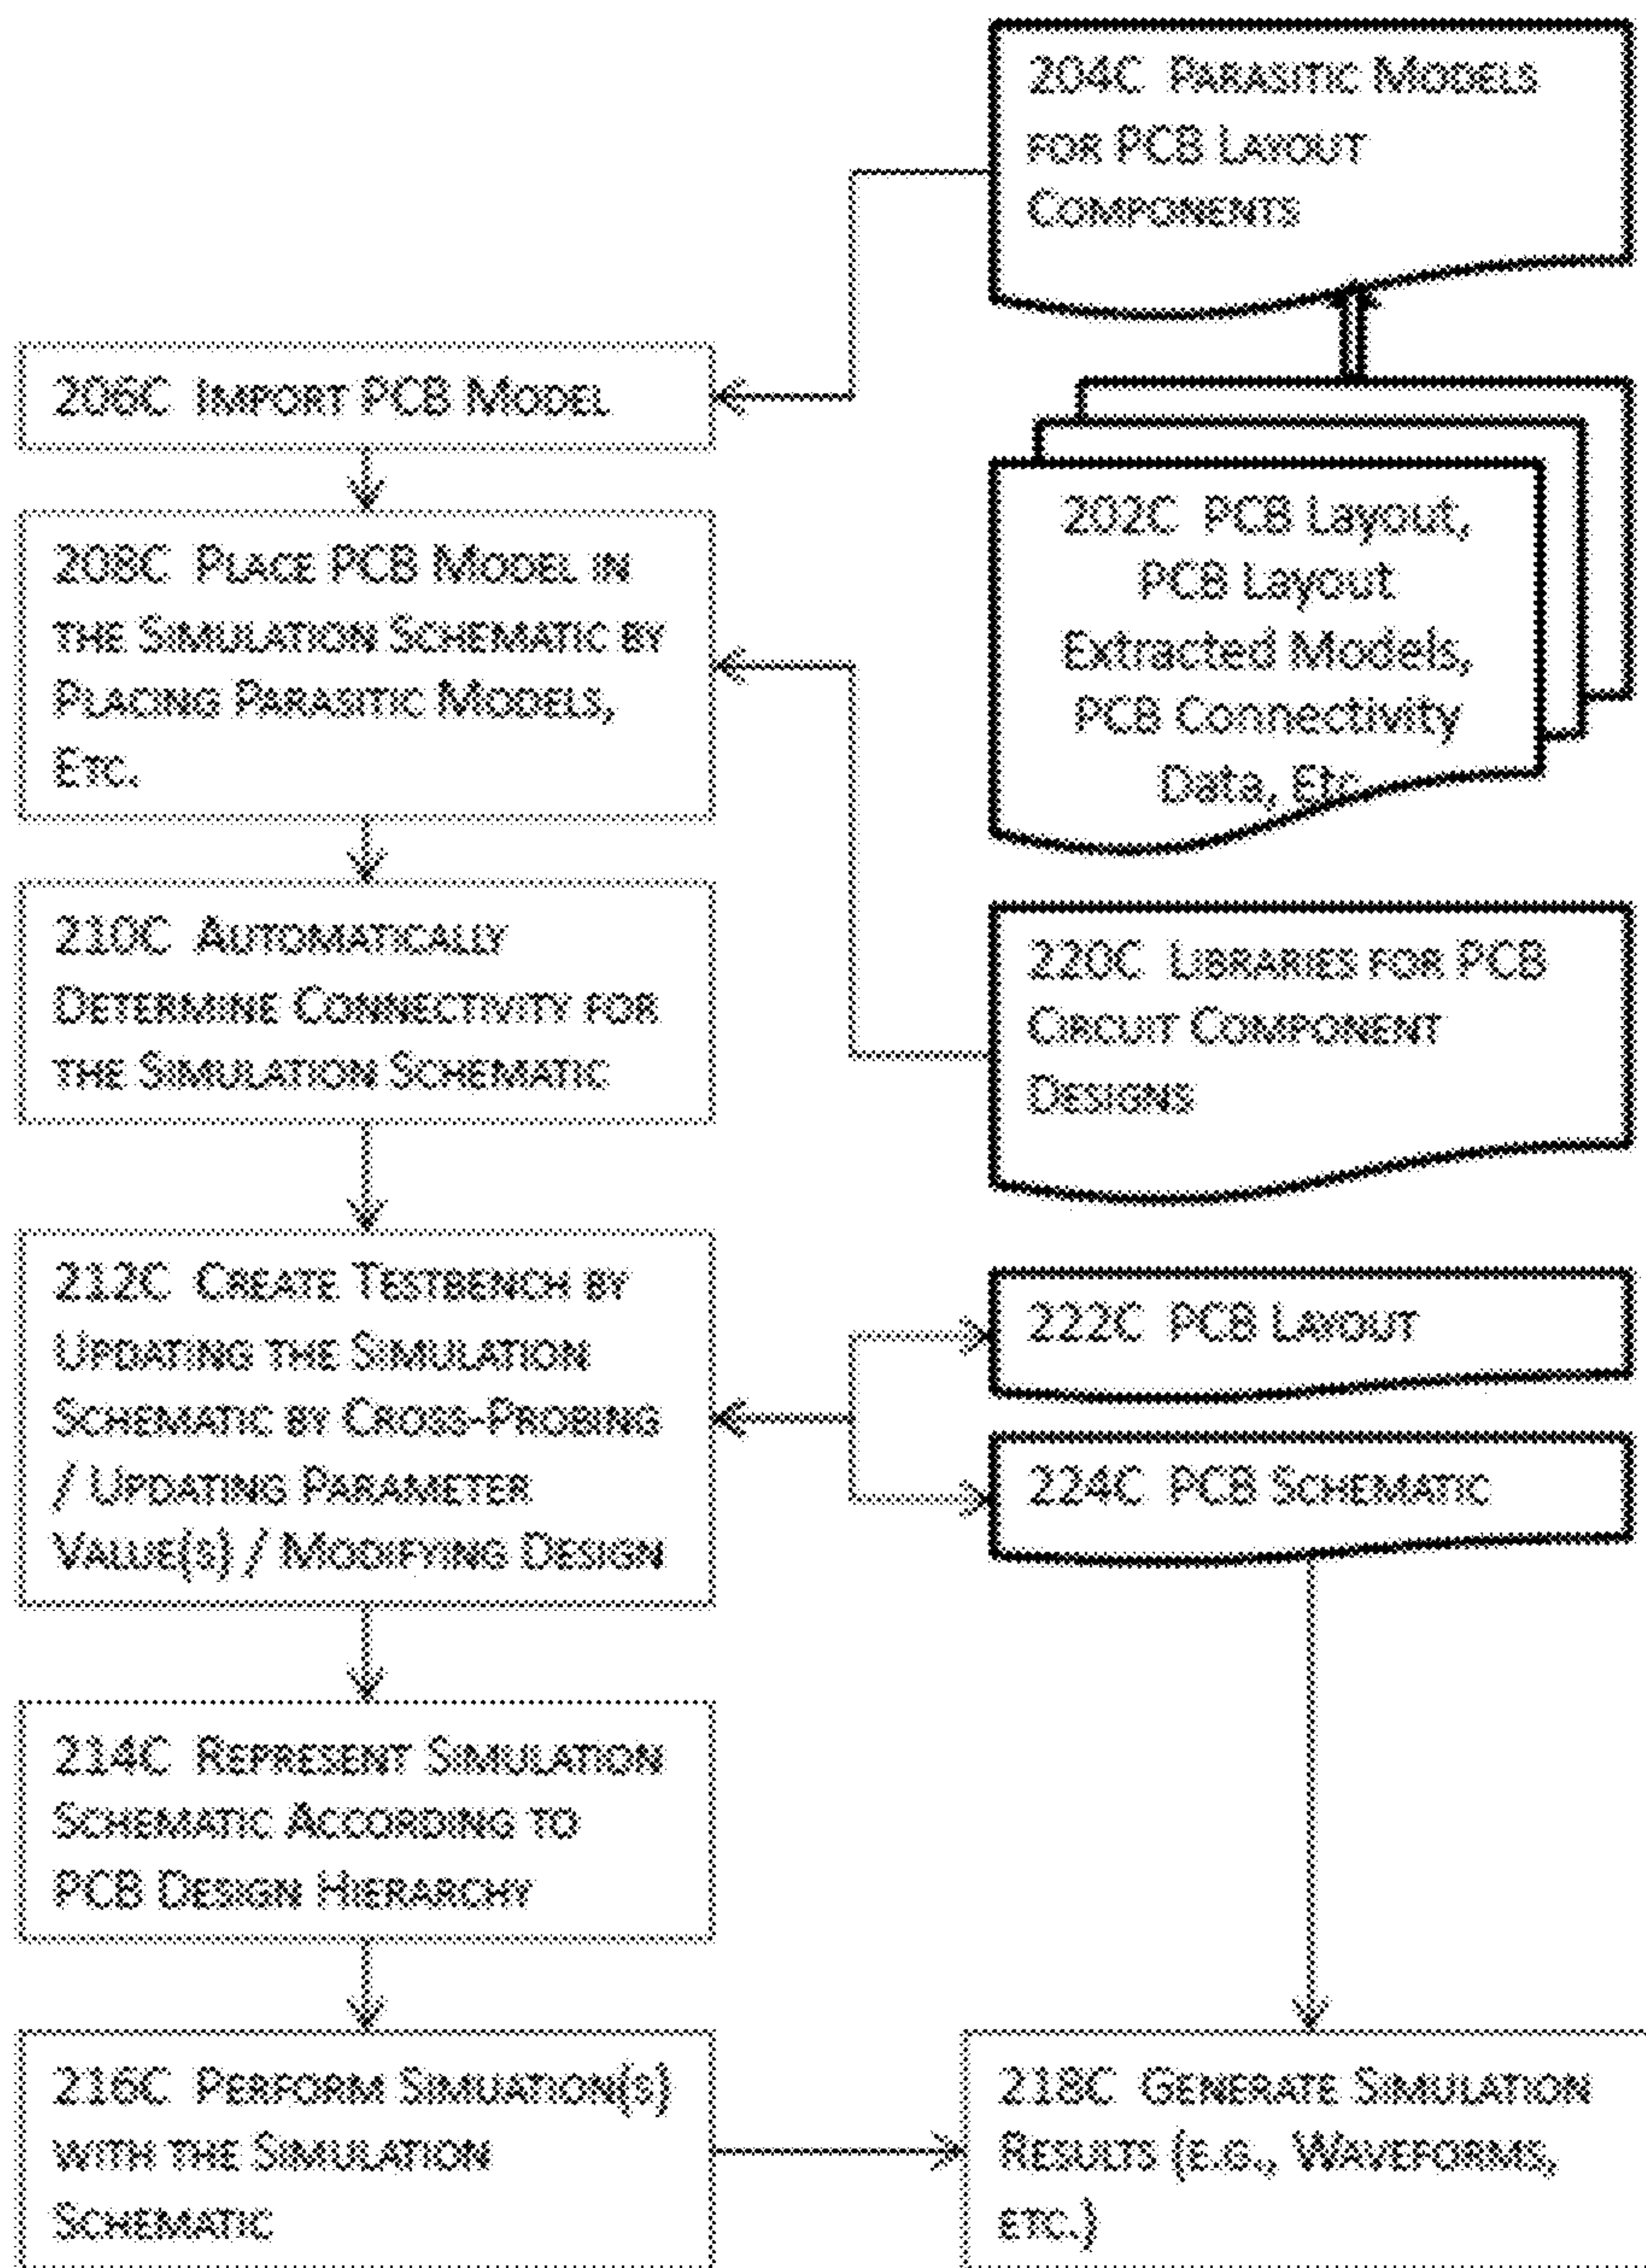 204C PARASITIC MODELS
FOR PCB LAYOUT
COMPONENTS
206C IMPORT PCB MODEL
202C PCB Layout,
PCB Layout
Extracted Models,
PCB Connectivity
Data, Etc.
208C PLACE PCB MODEL IN
THE SIMULATION SCHEMATIC BY
PLACING PARASITIC MODELS,
ETC.
210C AUTOMATICALLY
DETERMINE CONNECTIVITY FOR
THE SIMULATION SCHEMATIC
220C LIBRARIES FOR PCB
CIRCUIT COMPONENT
DESIGNS
212C CREATE TESTBENCH BY
UPDATING THE SIMULATION
SCHEMATIC BY CROSS-PROBING
/ UPDATING PARAMETER
VALUE(S) / MODIFYING DESIGN
222C PCB LAYOUT
224C PCB SCHEMATIC
214C REPRESENT SIMULATION
SCHEMATIC ACCORDING TO
PCB DESIGN HIERARCHY
216C PERFORM SIMUATION(S)
WITH THE SIMULATION
SCHEMATIC
218C GENERATE SIMULATION
RESULTS (E.G., WAVEFORMS,
ETC.)